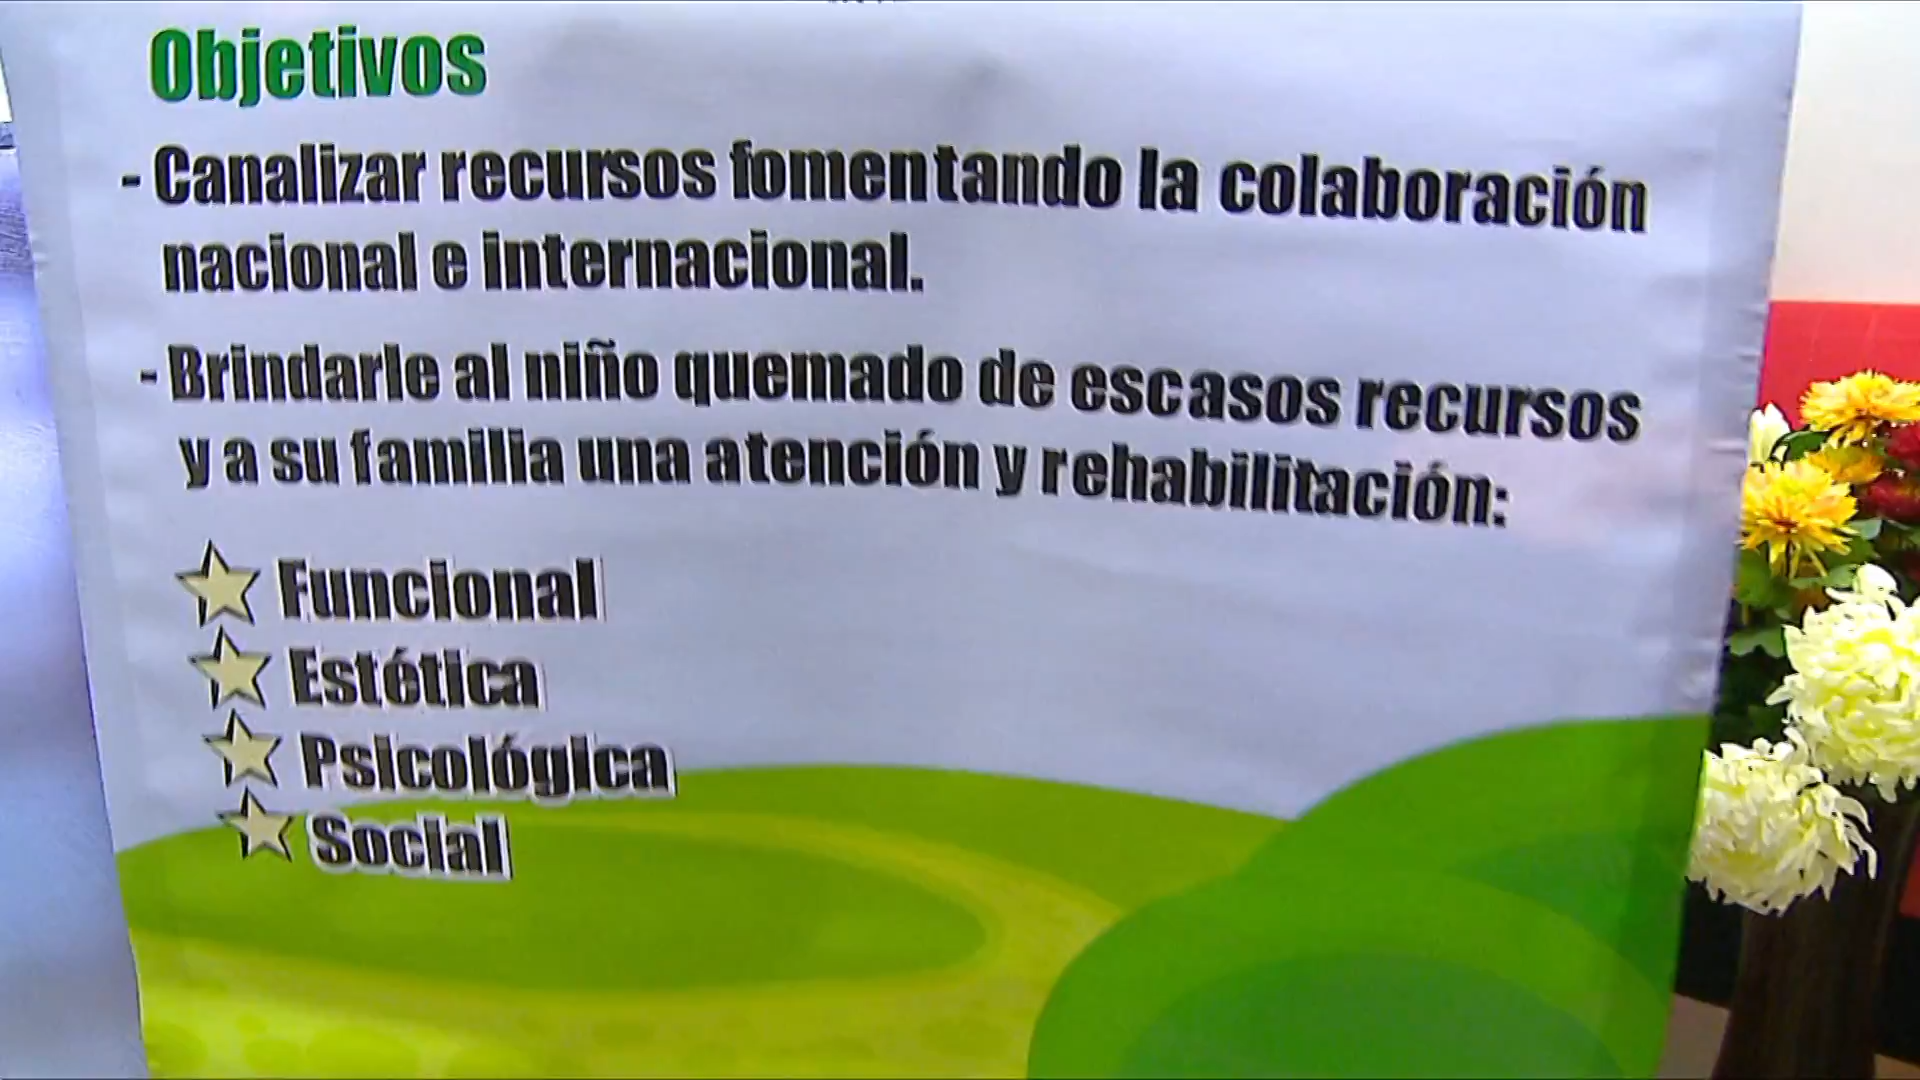 Objetivos
- Canalizar recursos fomentando la colaboración
nacional e internacional.
- Brindarle al niño quemado de escasos recursos
y a su familia una atención y rehabilitación:
Funcional
Estética
Psicológica
Social